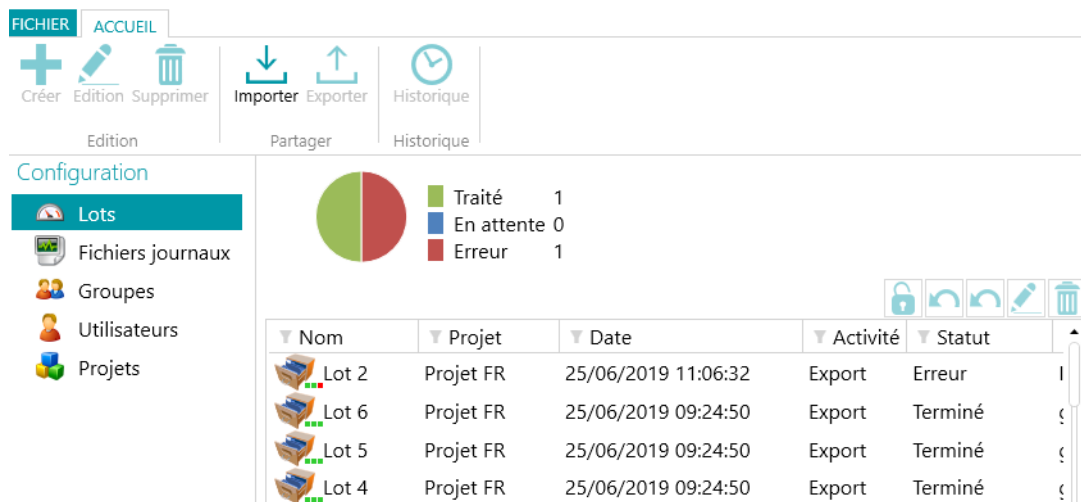 FICHIER ACCUEIL
Créer Edition Supprimer Importer Exporter Historique
Edition Partager Historique
Configuration
Lots
Fichiers journaux
Groupes
Utilisateurs
Projets
Traité 1
En attente 0
Erreur 1
Nom Projet Date Activité Statut
Lot 2 Projet FR 25/06/2019 11:06:32 Export Erreur
Lot 6 Projet FR 25/06/2019 09:24:50 Export Terminé
Lot 5 Projet FR 25/06/2019 09:24:50 Export Terminé
Lot 4 Projet FR 25/06/2019 09:24:50 Export Terminé